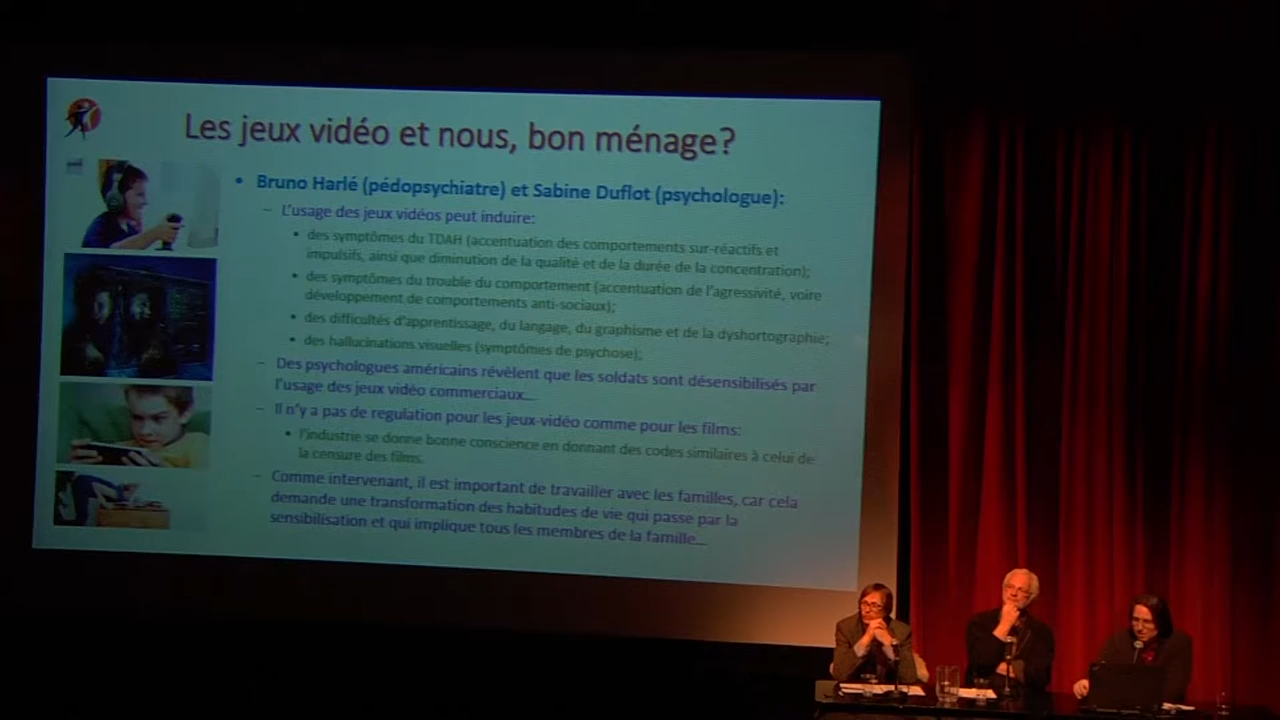 Les jeux vidéo et nous, bon ménage?
• Bruno Harlé (pédopsychiatre) et Sabine Duflot (psychologue):
– L'usage des jeux vidéos peut induire:
• des symptômes du TDAH (accentuation des comportements sur-réactifs et
impulsifs, ainsi que diminution de la qualité et de la durée de la concentration);
• des symptômes du trouble du comportement (accentuation de l'agressivité, voire
développement de comportements anti-sociaux);
• des difficultés d'apprentissage, du langage, du graphisme et de la dyshortographie;
• des hallucinations visuelles (symptômes de psychose);
– Des psychologues américains révèlent que les soldats sont désensibilisés par
l'usage des jeux vidéo commerciaux...
– Il n'y a pas de regulation pour les jeux-vidéo comme pour les films:
• l'industrie se donne bonne conscience en donnant des codes similaires à celui de
la censure des films.
– Comme intervenant, il est important de travailler avec les familles, car cela
demande une transformation des habitudes de vie qui passe par la
sensibilisation et qui implique tous les membres de la famille...